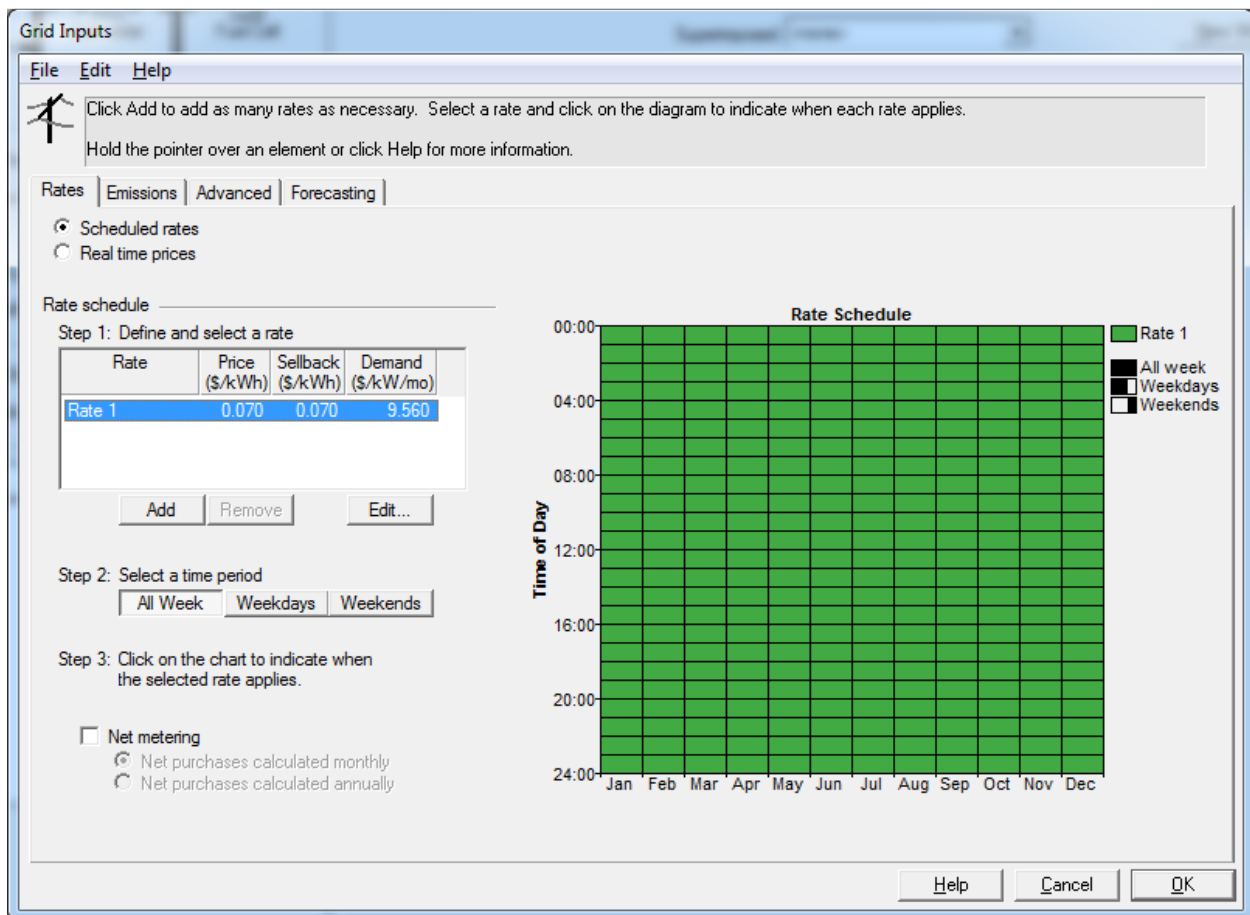 Grid Inputs
File Edit Help
Click Add to add as many rates as necessary. Select a rate and click on the diagram to indicate when each rate applies.
Hold the pointer over an element or click Help for more information.
Rates Emissions Advanced Forecasting
Scheduled rates
Real time prices
Rate schedule
Step 1: Define and select a rate
Rate Price Sellback Demand
($/kWh) ($/kWh) ($/kW/mo)
Rate 1 0.070 0.070 9.560
Add Remove Edit...
Step 2: Select a time period
All Week Weekdays Weekends
Step 3: Click on the chart to indicate when
the selected rate applies.
Net metering
Net purchases calculated monthly
Net purchases calculated annually
Rate Schedule
Time of Day
00:00
04:00
08:00
12:00
16:00
20:00
24:00
Jan Feb Mar Apr May Jun Jul Aug Sep Oct Nov Dec
Rate 1
All week
Weekdays
Weekends
Help Cancel OK